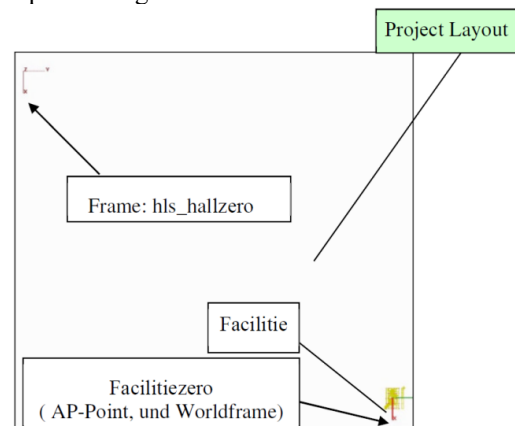 Project Layout
Frame: hls_hallzero
Facilitie
Facilitiezero
( AP-Point, und Worldframe)